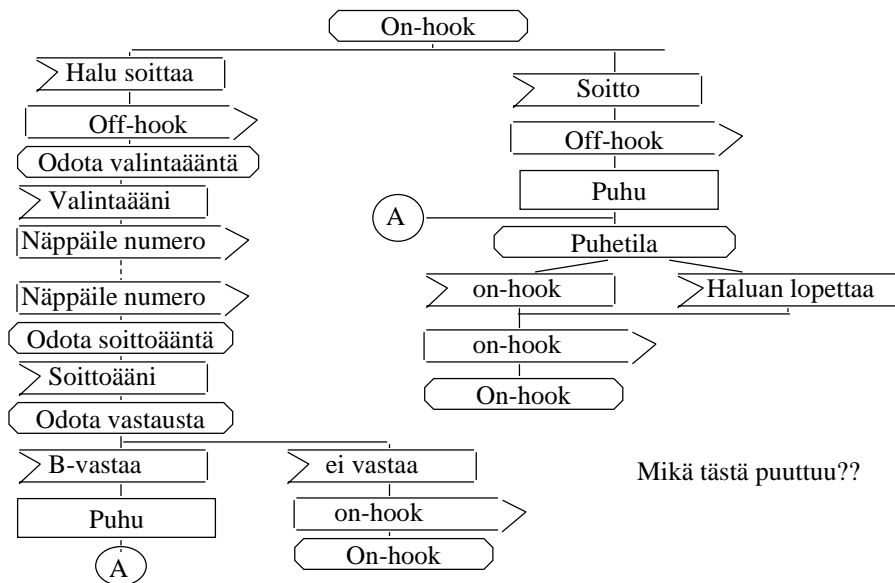 On-hook
Halu soittaa
Off-hook
Odota valintaääntä
Valintaääni
Näppäile numero
Näppäile numero
Odota soittoääntä
Soittoääni
Odota vastausta
B-vastaa
Puhu
A
ei vastaa
on-hook
On-hook
Soitto
Off-hook
Puhu
A
Puhetila
on-hook
Haluan lopettaa
on-hook
On-hook
Mikä tästä puuttuu??